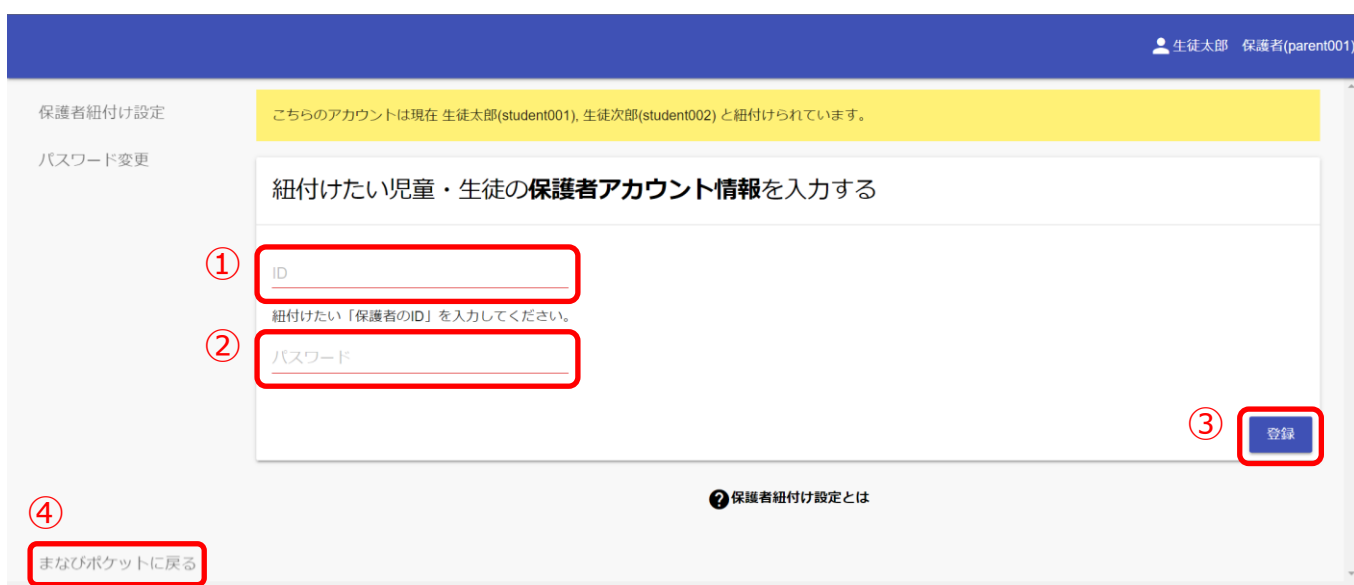 生徒太郎 保護者(parent001)
保護者紐付け設定
パスワード変更
こちらのアカウントは現在 生徒太郎(student001), 生徒次郎(student002) と紐付けられています。
紐付けたい児童・生徒の保護者アカウント情報を入力する
①
ID
紐付けたい「保護者のID」を入力してください。
②
パスワード
③
登録
?保護者紐付け設定とは
④
まなびポケットに戻る